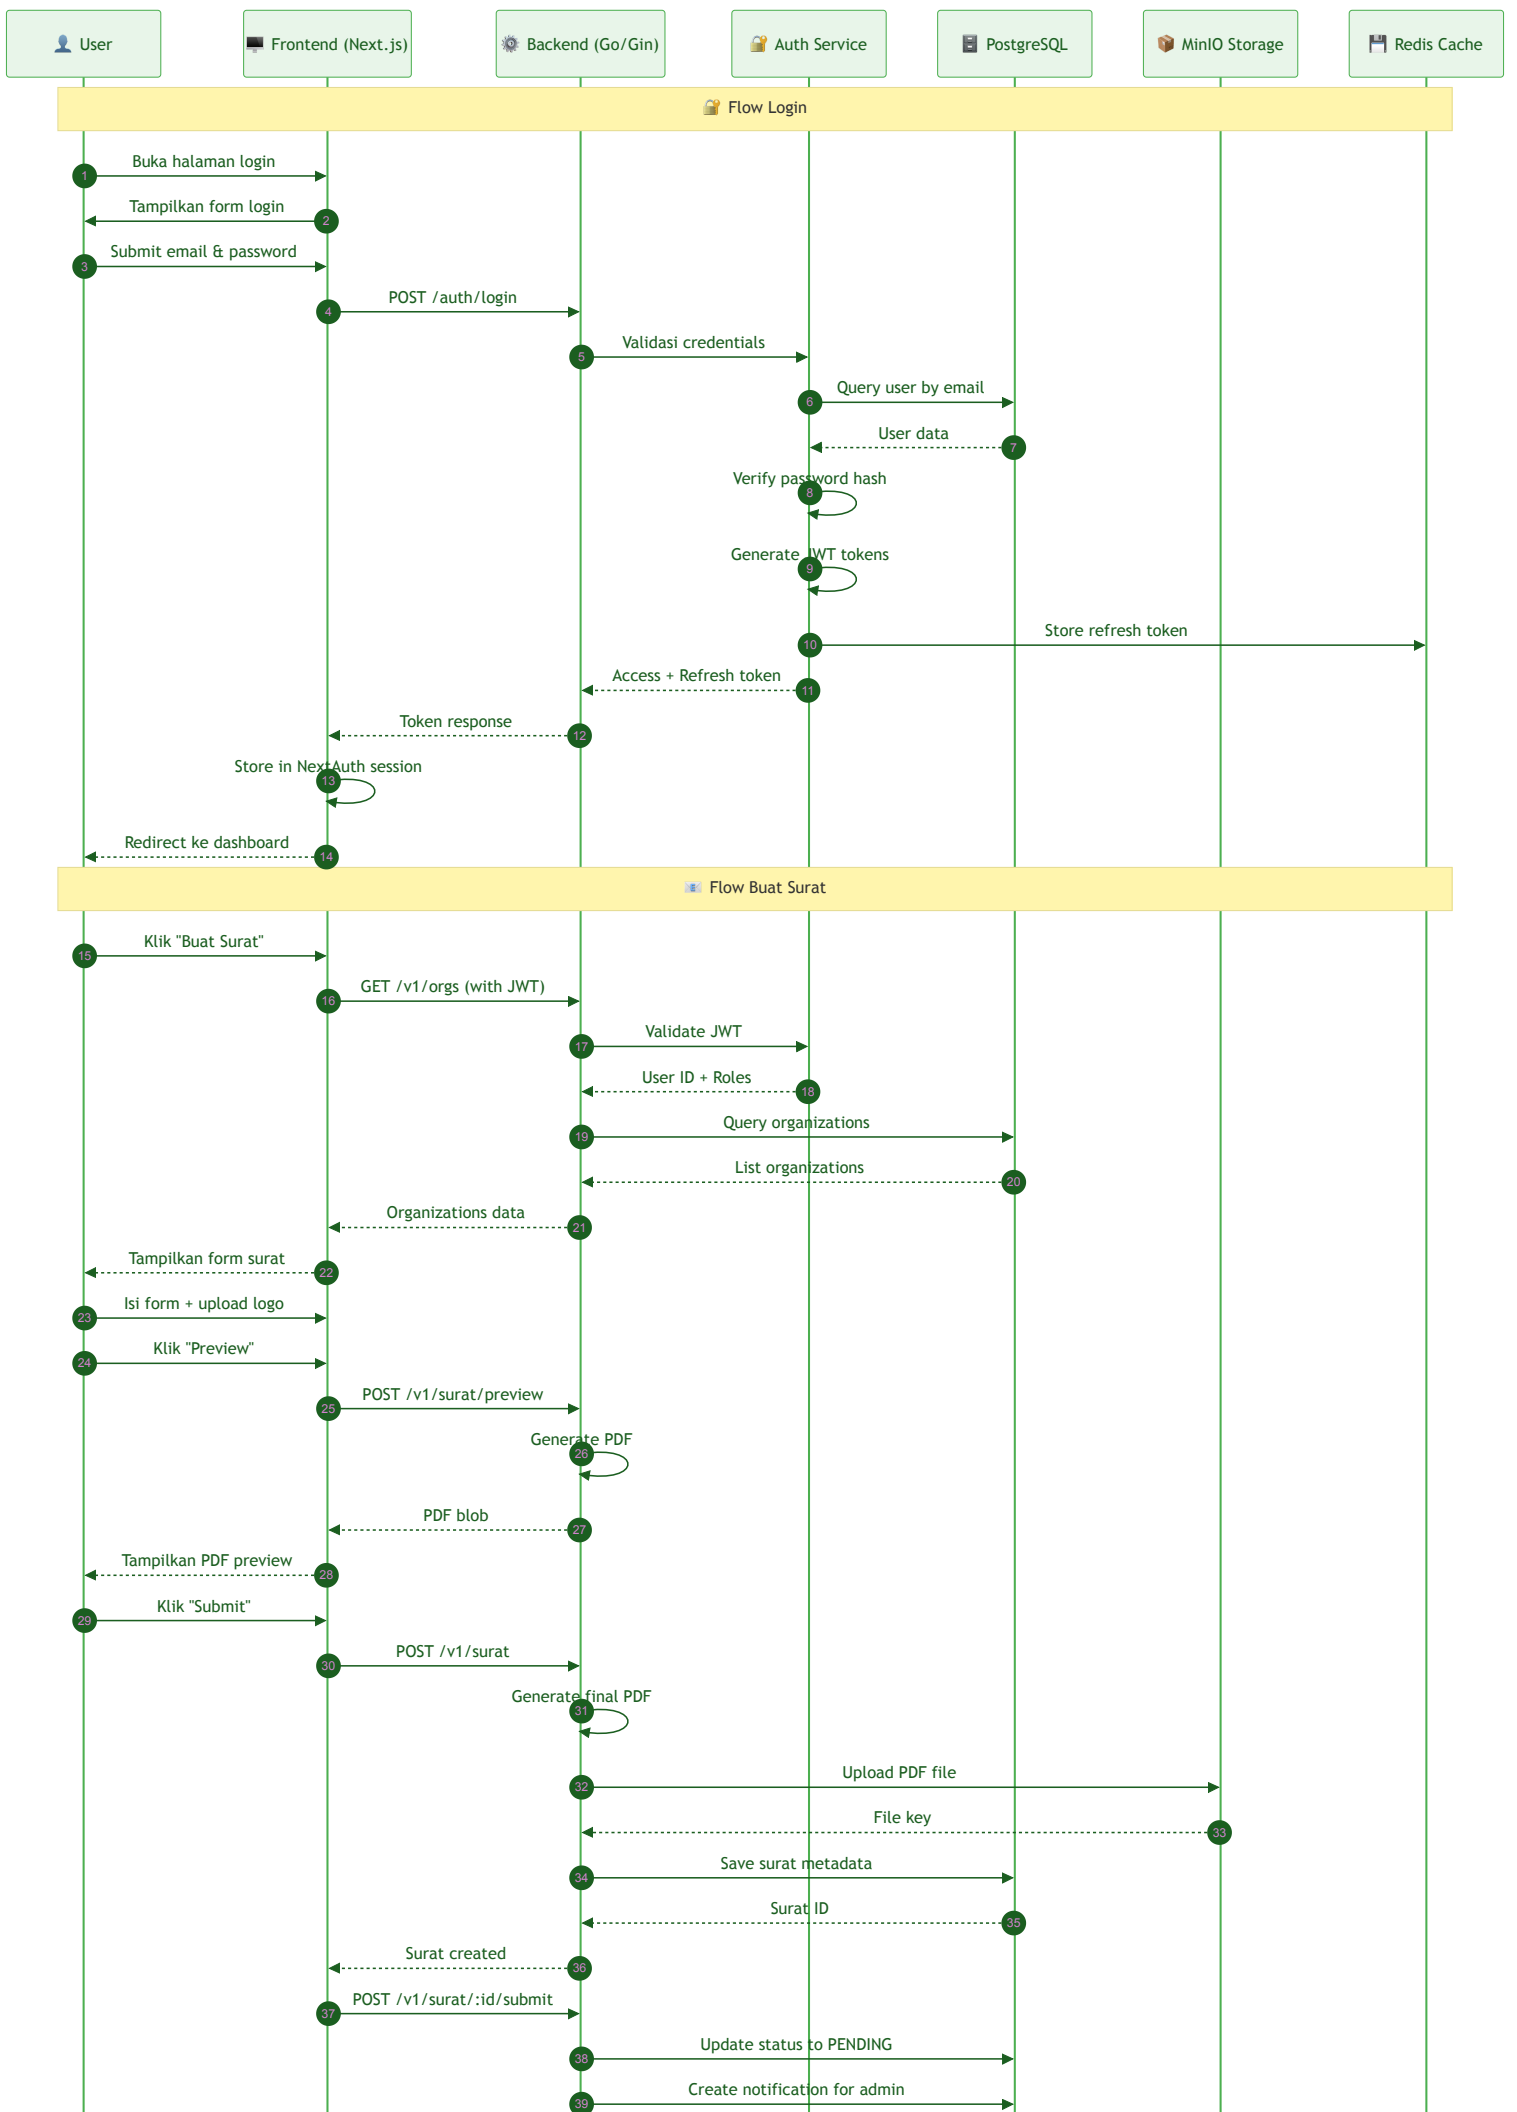 👤 User
🖥️ Frontend (Next.js)
⚙️ Backend (Go/Gin)
🔐 Auth Service
🗄️ PostgreSQL
📦 MinIO Storage
💾 Redis Cache
🔐 Flow Login
Buka halaman login
1
Tampilkan form login
2
Submit email & password
3
POST /auth/login
4
Validasi credentials
5
Query user by email
6
User data
7
Verify password hash
8
Generate JWT tokens
9
Store refresh token
10
Access + Refresh token
11
Token response
12
Store in NextAuth session
13
Redirect ke dashboard
14
📧 Flow Buat Surat
Klik "Buat Surat"
15
GET /v1/orgs (with JWT)
16
Validate JWT
17
User ID + Roles
18
Query organizations
19
List organizations
20
Organizations data
21
Tampilkan form surat
22
Isi form + upload logo
23
Klik "Preview"
24
POST /v1/surat/preview
25
Generate PDF
26
PDF blob
27
Tampilkan PDF preview
28
Klik "Submit"
29
POST /v1/surat
30
Generate final PDF
31
Upload PDF file
32
File key
33
Save surat metadata
34
Surat ID
35
Surat created
36
POST /v1/surat/:id/submit
37
Update status to PENDING
38
Create notification for admin
39